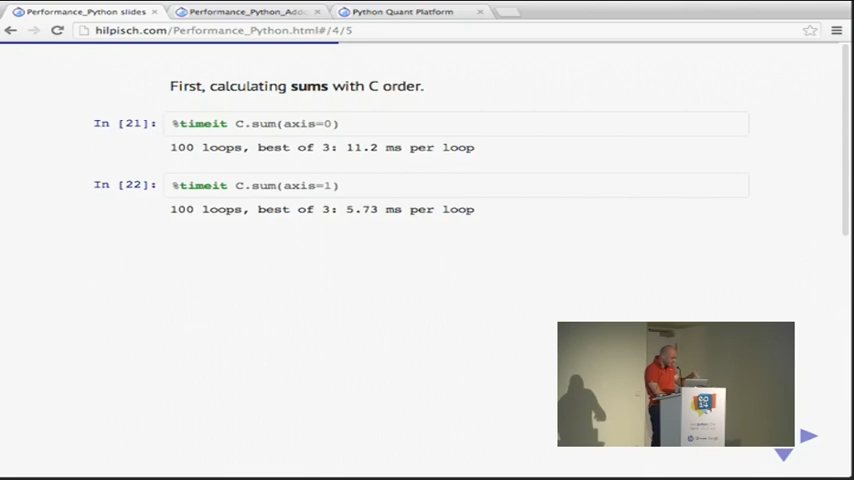 Performance_Python slides
Performance_Python_Add
Python Quant Platform
hilpisch.com/Performance_Python.html#/4/5
First, calculating sums with C order.
In [21]:
%timeit C.sum(axis=0)
100 loops, best of 3: 11.2 ms per loop
In [22]:
%timeit C.sum(axis=1)
100 loops, best of 3: 5.73 ms per loop